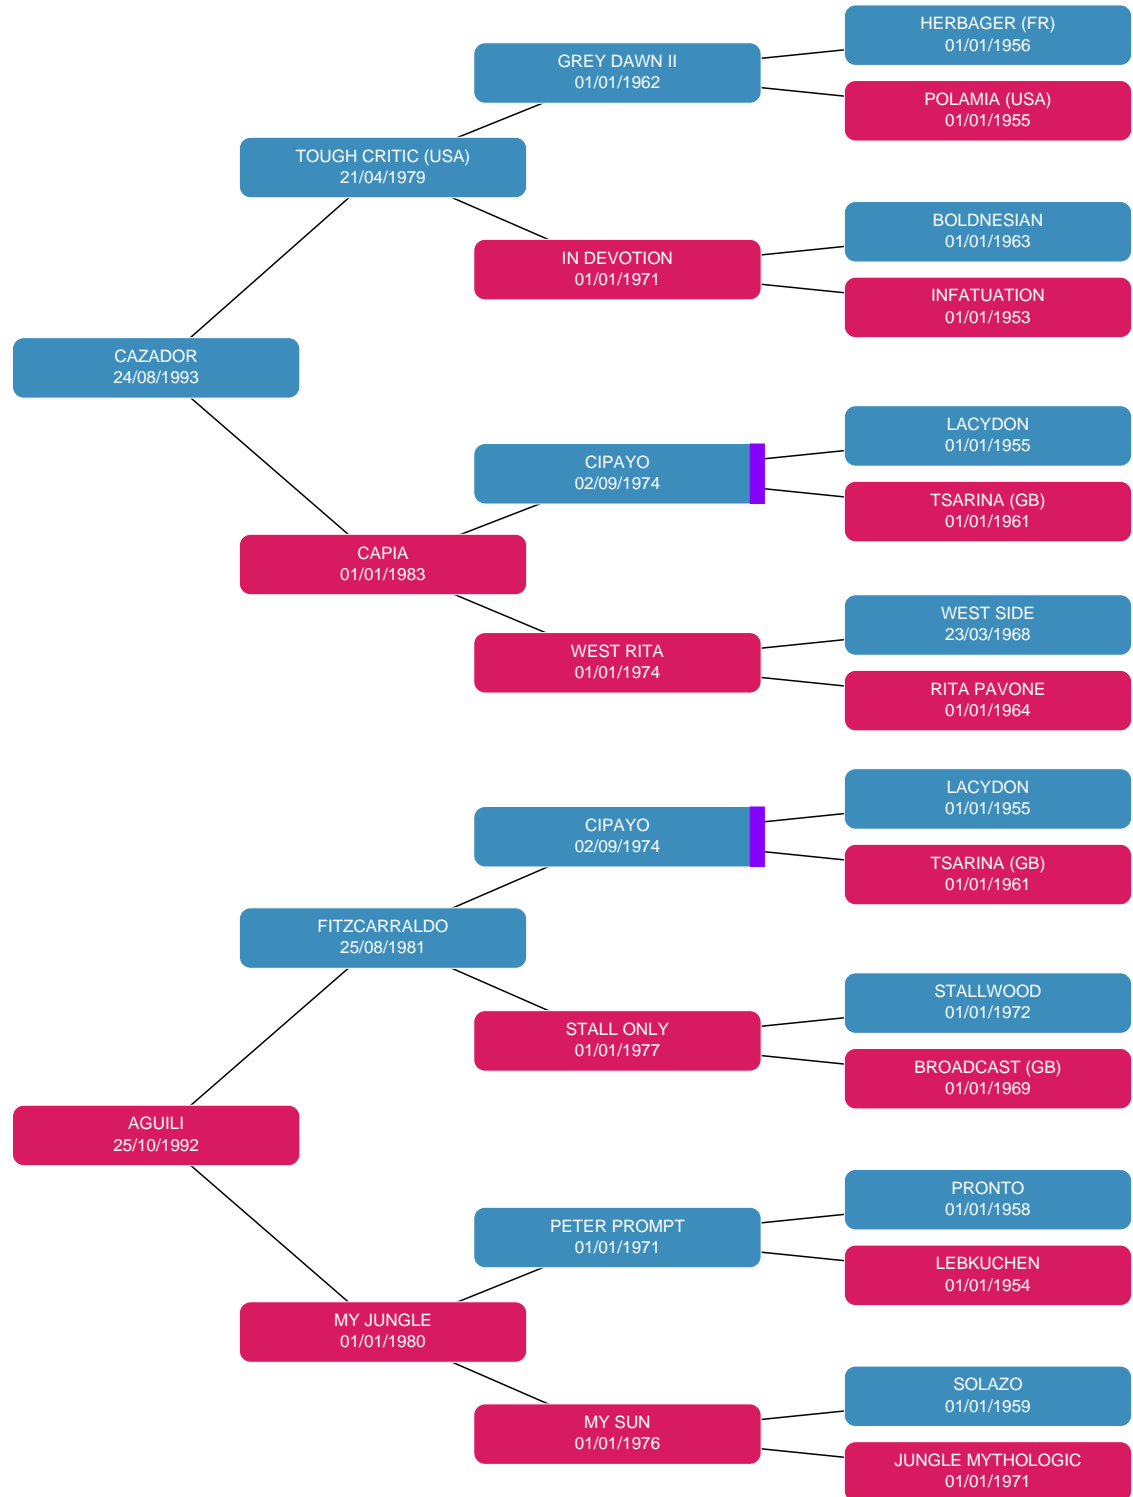 HERBAGER (FR)
01/01/1956
GREY DAWN II
01/01/1962
POLAMIA (USA)
01/01/1955
TOUGH CRITIC (USA)
21/04/1979
BOLDNESIAN
01/01/1963
IN DEVOTION
01/01/1971
INFATUATION
01/01/1953
CAZADOR
24/08/1993
LACYDON
01/01/1955
CIPAYO
02/09/1974
TSARINA (GB)
01/01/1961
CAPIA
01/01/1983
WEST SIDE
23/03/1968
WEST RITA
01/01/1974
RITA PAVONE
01/01/1964
LACYDON
01/01/1955
CIPAYO
02/09/1974
TSARINA (GB)
01/01/1961
FITZCARRALDO
25/08/1981
STALLWOOD
01/01/1972
STALL ONLY
01/01/1977
BROADCAST (GB)
01/01/1969
AGUILI
25/10/1992
PRONTO
01/01/1958
PETER PROMPT
01/01/1971
LEBKUCHEN
01/01/1954
MY JUNGLE
01/01/1980
SOLAZO
01/01/1959
MY SUN
01/01/1976
JUNGLE MYTHOLOGIC
01/01/1971